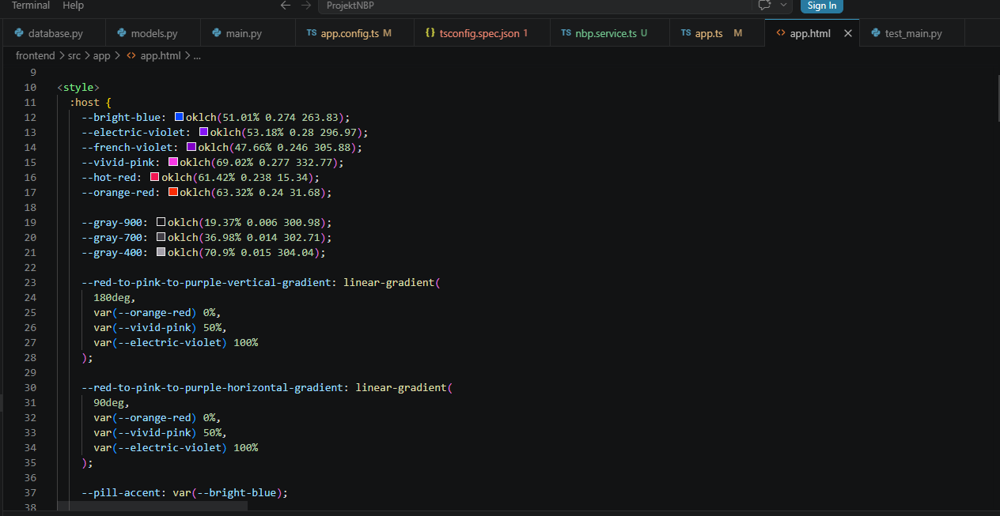 Terminal Help ProjektNBP Sign In
database.py models.py main.py TS app.config.ts M {} tsconfig.spec.json 1 TS nbp.service.ts U TS app.ts M <> app.html test_main.py
frontend > src > app > <> app.html > ...
9
10 <style>
11 :host {
12 --bright-blue: oklch(51.01% 0.274 263.83);
13 --electric-violet: oklch(53.18% 0.28 296.97);
14 --french-violet: oklch(47.66% 0.246 305.88);
15 --vivid-pink: oklch(69.02% 0.277 332.77);
16 --hot-red: oklch(61.42% 0.238 15.34);
17 --orange-red: oklch(63.32% 0.24 31.68);
18
19 --gray-900: oklch(19.37% 0.006 300.98);
20 --gray-700: oklch(36.98% 0.014 302.71);
21 --gray-400: oklch(70.9% 0.015 304.04);
22
23 --red-to-pink-to-purple-vertical-gradient: linear-gradient(
24 180deg,
25 var(--orange-red) 0%,
26 var(--vivid-pink) 50%,
27 var(--electric-violet) 100%
28 );
29
30 --red-to-pink-to-purple-horizontal-gradient: linear-gradient(
31 90deg,
32 var(--orange-red) 0%,
33 var(--vivid-pink) 50%,
34 var(--electric-violet) 100%
35 );
36
37 --pill-accent: var(--bright-blue);
38